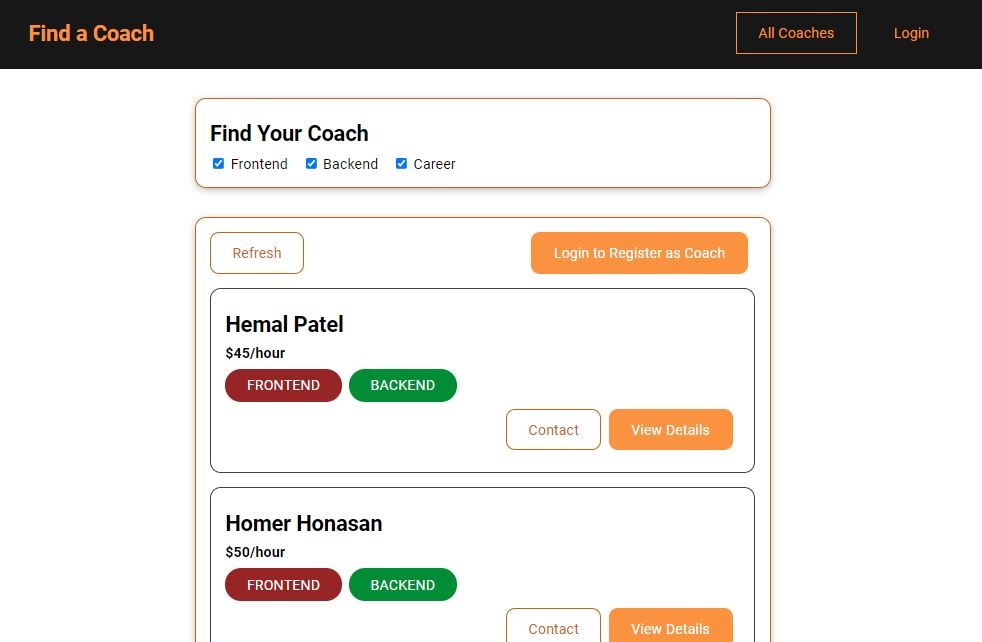 Find a Coach
All Coaches
Login
Find Your Coach
Frontend Backend Career
Refresh
Login to Register as Coach
Hemal Patel
$45/hour
FRONTEND BACKEND
Contact
View Details
Homer Honasan
$50/hour
FRONTEND BACKEND
Contact
View Details